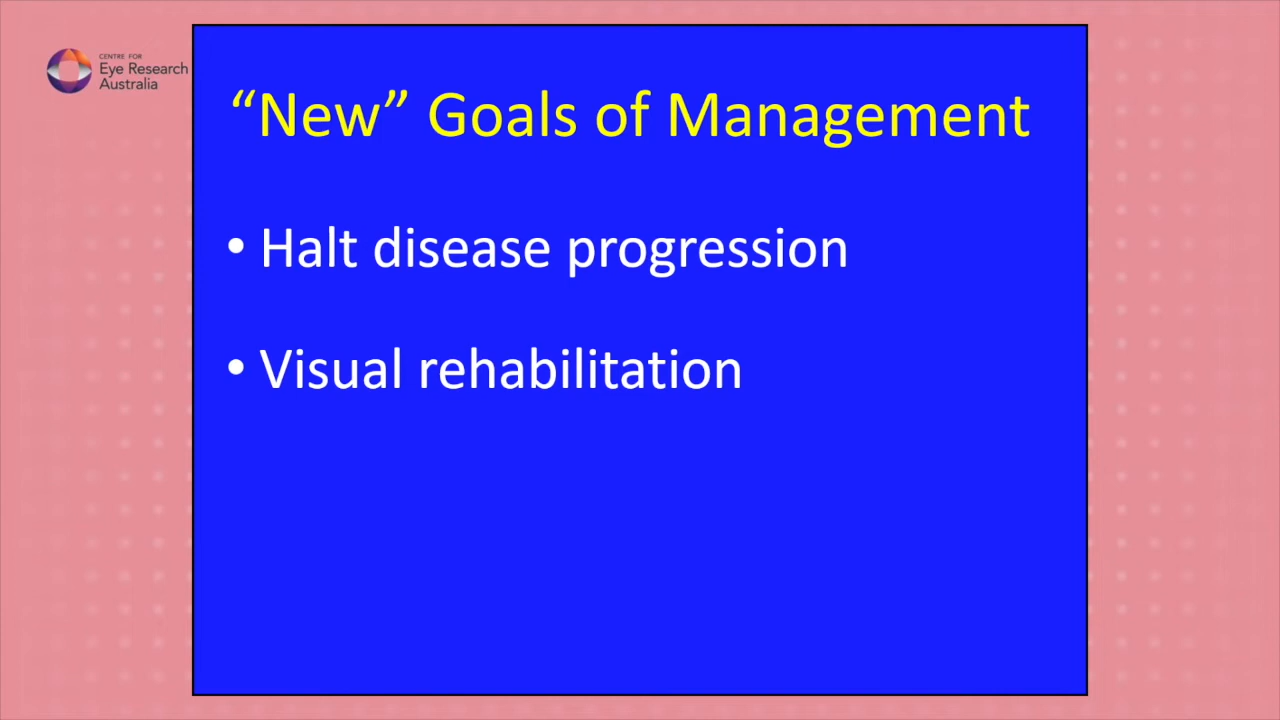 CENTRE FOR
Eye Research
Australia
“New” Goals of Management
• Halt disease progression
• Visual rehabilitation